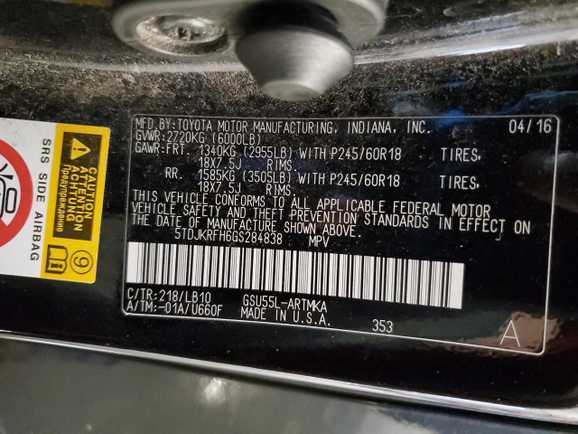 MFD.BY:TOYOTA MOTOR MANUFACTURING, INDIANA, INC. 04/16
GVWR:2720KG (6000LB)
GAWR:FRT. 1340KG (2955LB) WITH P245/60R18 TIRES,
18X7.5J RIMS,
RR. 1585KG (3505LB) WITH P245/60R18 TIRES,
18X7.5J RIMS,
THIS VEHICLE CONFORMS TO ALL APPLICABLE FEDERAL MOTOR
VEHICLE SAFETY AND THEFT PREVENTION STANDARDS IN EFFECT ON
THE DATE OF MANUFACTURE SHOWN ABOVE.
5TDJKRFH6GS284838 MPV
C/TR:218/LB10 GSU55L-ARTMKA
A/TM:-01A/U660F MADE IN U.S.A. 353
A
SRS SIDE AIRBAG
CAUTION
ATTENTION
ACHTUNG
Предупреждение
9